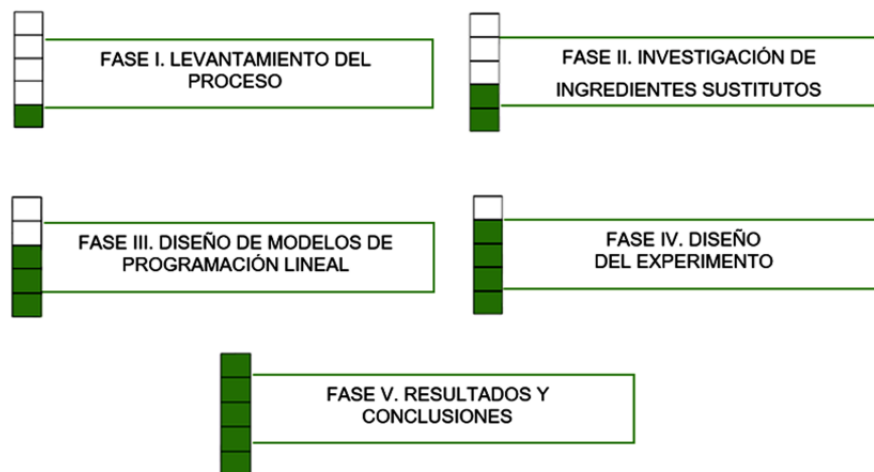 FASE I. LEVANTAMIENTO DEL
PROCESO
FASE II. INVESTIGACIÓN DE
INGREDIENTES SUSTITUTOS
FASE III. DISEÑO DE MODELOS DE
PROGRAMACIÓN LINEAL
FASE IV. DISEÑO
DEL EXPERIMENTO
FASE V. RESULTADOS Y
CONCLUSIONES